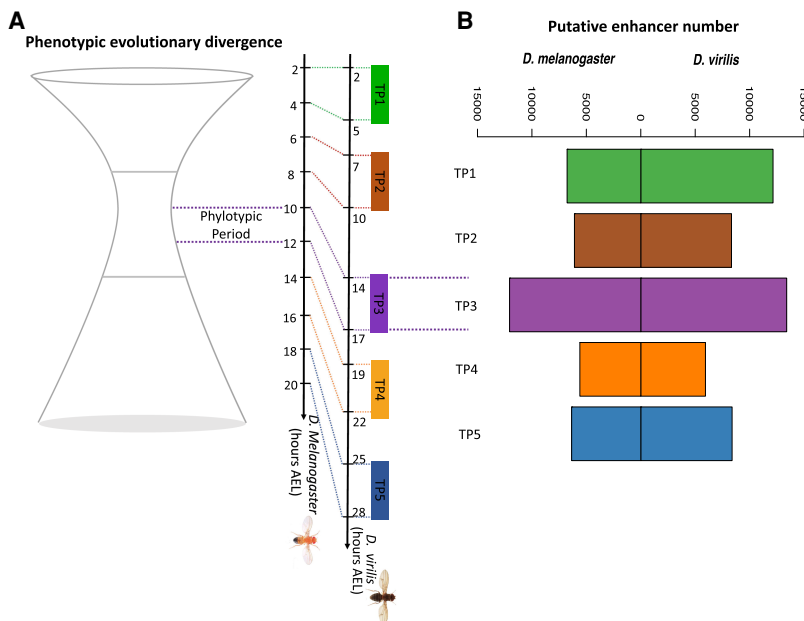 A
Phenotypic evolutionary divergence
Phylotypic
Period
2
4
6
8
10
12
14
16
18
20
D. Melanogaster
(hours AEL)
2
5
7
10
14
17
19
22
25
28
D. virilis
(hours AEL)
TP1
TP2
TP3
TP4
TP5
B
Putative enhancer number
D. melanogaster D. virilis
15000 10000 5000 0 5000 10000
TP1
TP2
TP3
TP4
TP5